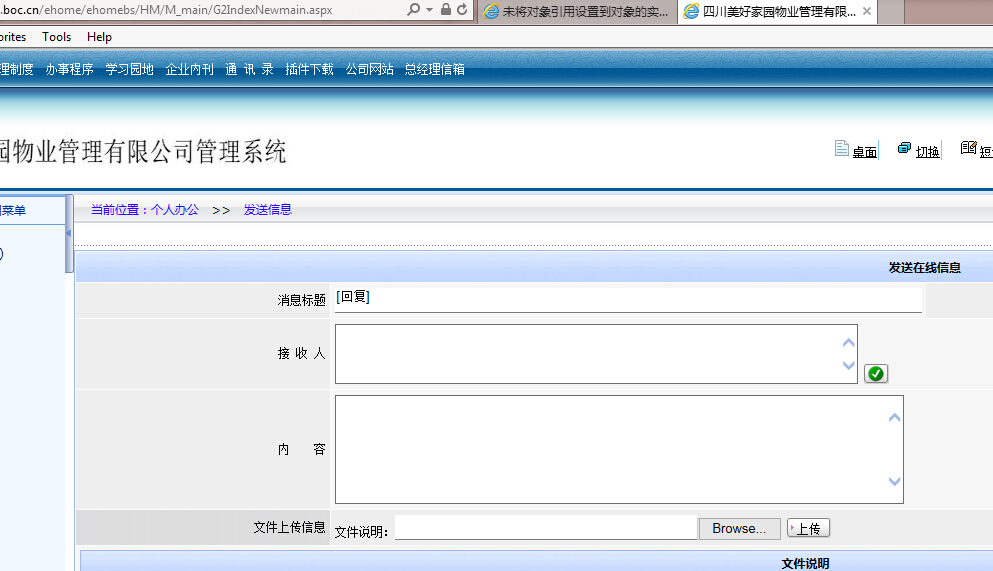 .boc.cn/ehome/ehomebs/HM/M_main/G2IndexNewmain.aspx
未将对象引用设置到对象的实...
四川美好家园物业管理有限...
orites Tools Help
理制度 办事程序 学习园地 企业内刊 通 讯 录 插件下载 公司网站 总经理信箱
园物业管理有限公司管理系统
桌面 切换 短
菜单
当前位置：个人办公 >> 发送信息
)
发送在线信息
消息标题 [回复]
接 收 人
内 容
文件上传信息 文件说明： Browse... 上传
文件说明